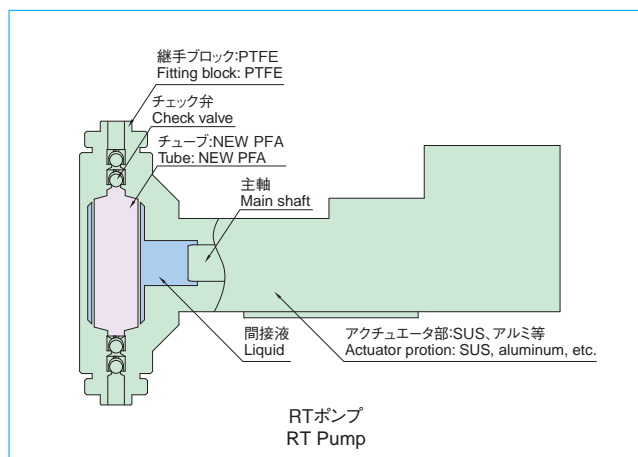 継手ブロック:PTFE
Fitting block: PTFE
チェック弁
Check valve
チューブ:NEW PFA
Tube: NEW PFA
主軸
Main shaft
間接液
Liquid
アクチュエータ部:SUS、アルミ等
Actuator protion: SUS, aluminum, etc.
RTポンプ
RT Pump